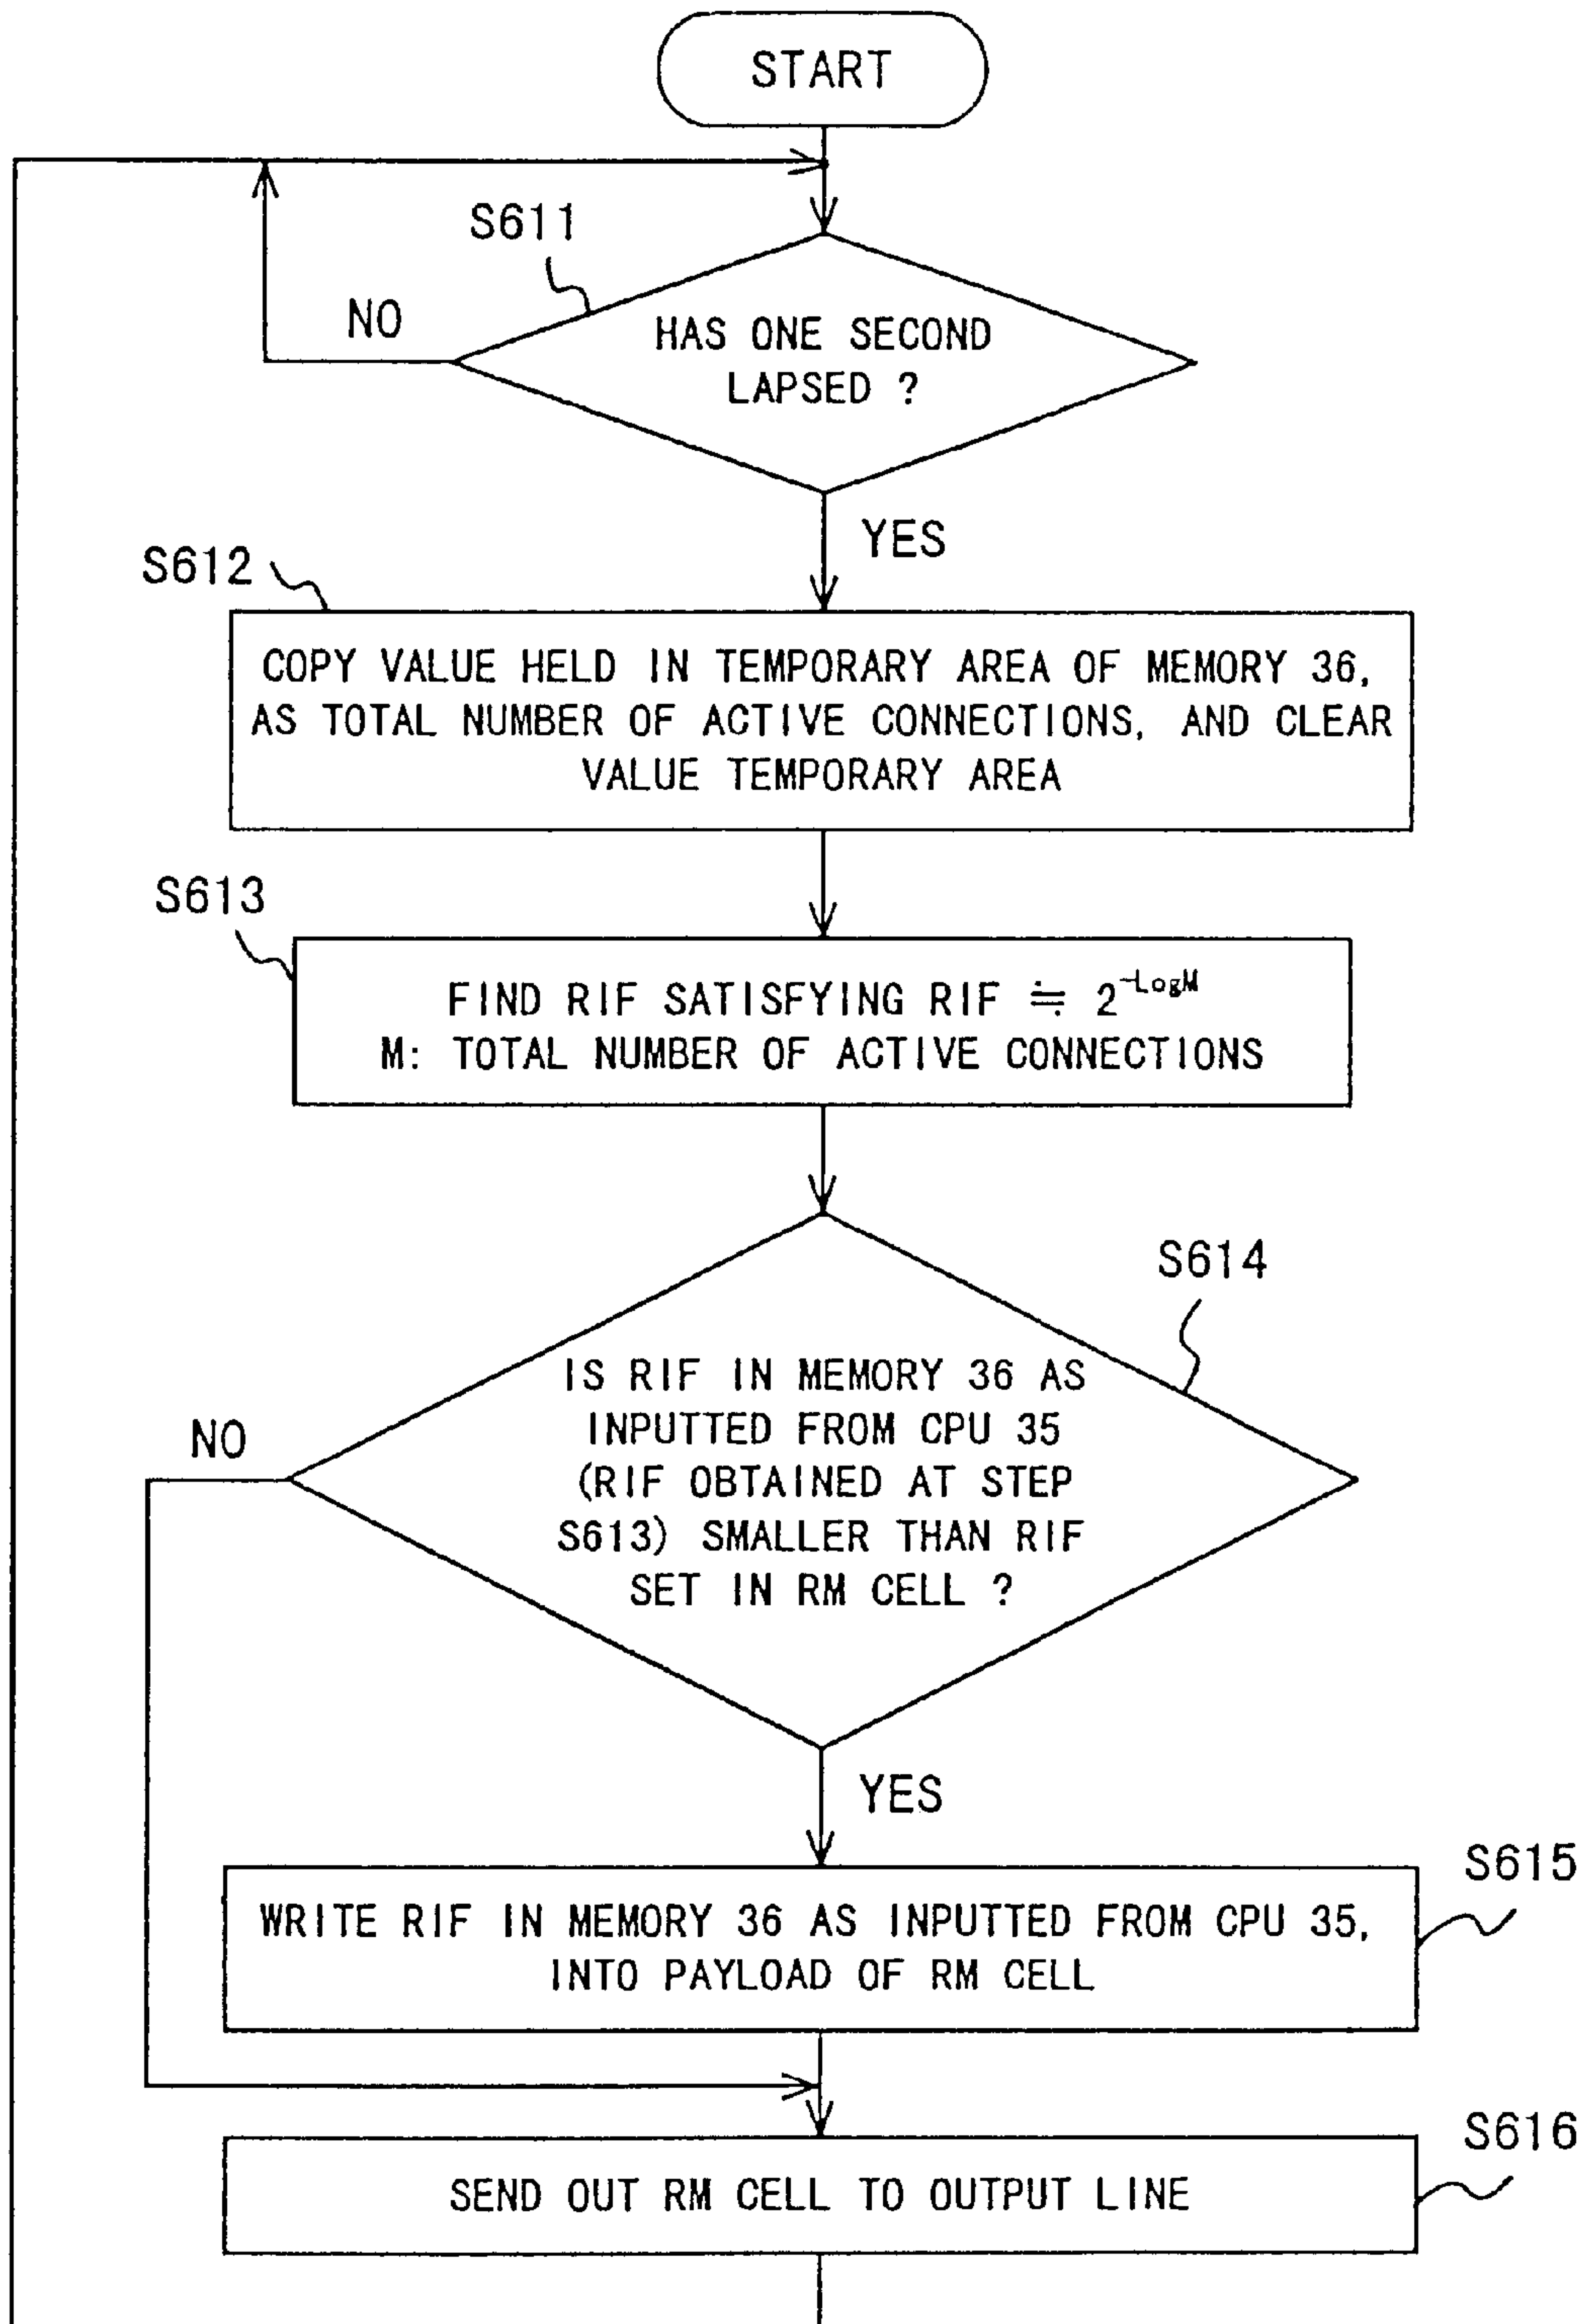 START
S611
NO
HAS ONE SECOND
LAPSED ?
YES
S612
COPY VALUE HELD IN TEMPORARY AREA OF MEMORY 36,
AS TOTAL NUMBER OF ACTIVE CONNECTIONS, AND CLEAR
VALUE TEMPORARY AREA
S613
FIND RIF SATISFYING RIF ≒ 2^-LogM
M: TOTAL NUMBER OF ACTIVE CONNECTIONS
S614
IS RIF IN MEMORY 36 AS
INPUTTED FROM CPU 35
(RIF OBTAINED AT STEP
S613) SMALLER THAN RIF
SET IN RM CELL ?
NO
YES
S615
WRITE RIF IN MEMORY 36 AS INPUTTED FROM CPU 35,
INTO PAYLOAD OF RM CELL
S616
SEND OUT RM CELL TO OUTPUT LINE